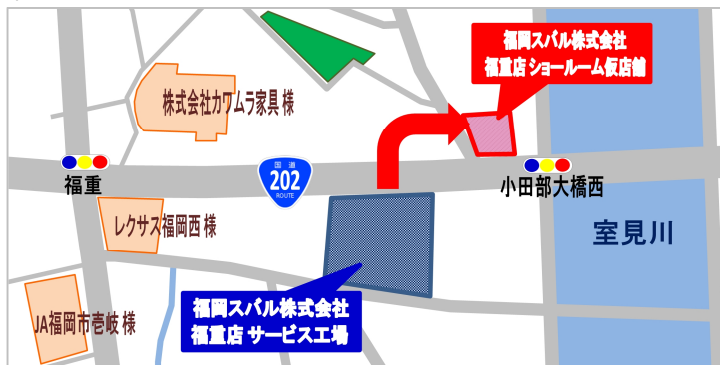 福岡スバル株式会社
福重店 ショールーム仮店舗
株式会社カワムラ家具 様
国道
202
ROUTE
福重
小田部大橋西
レクサス福岡西 様
室見川
福岡スバル株式会社
福重店 サービス工場
JA福岡市壱岐 様